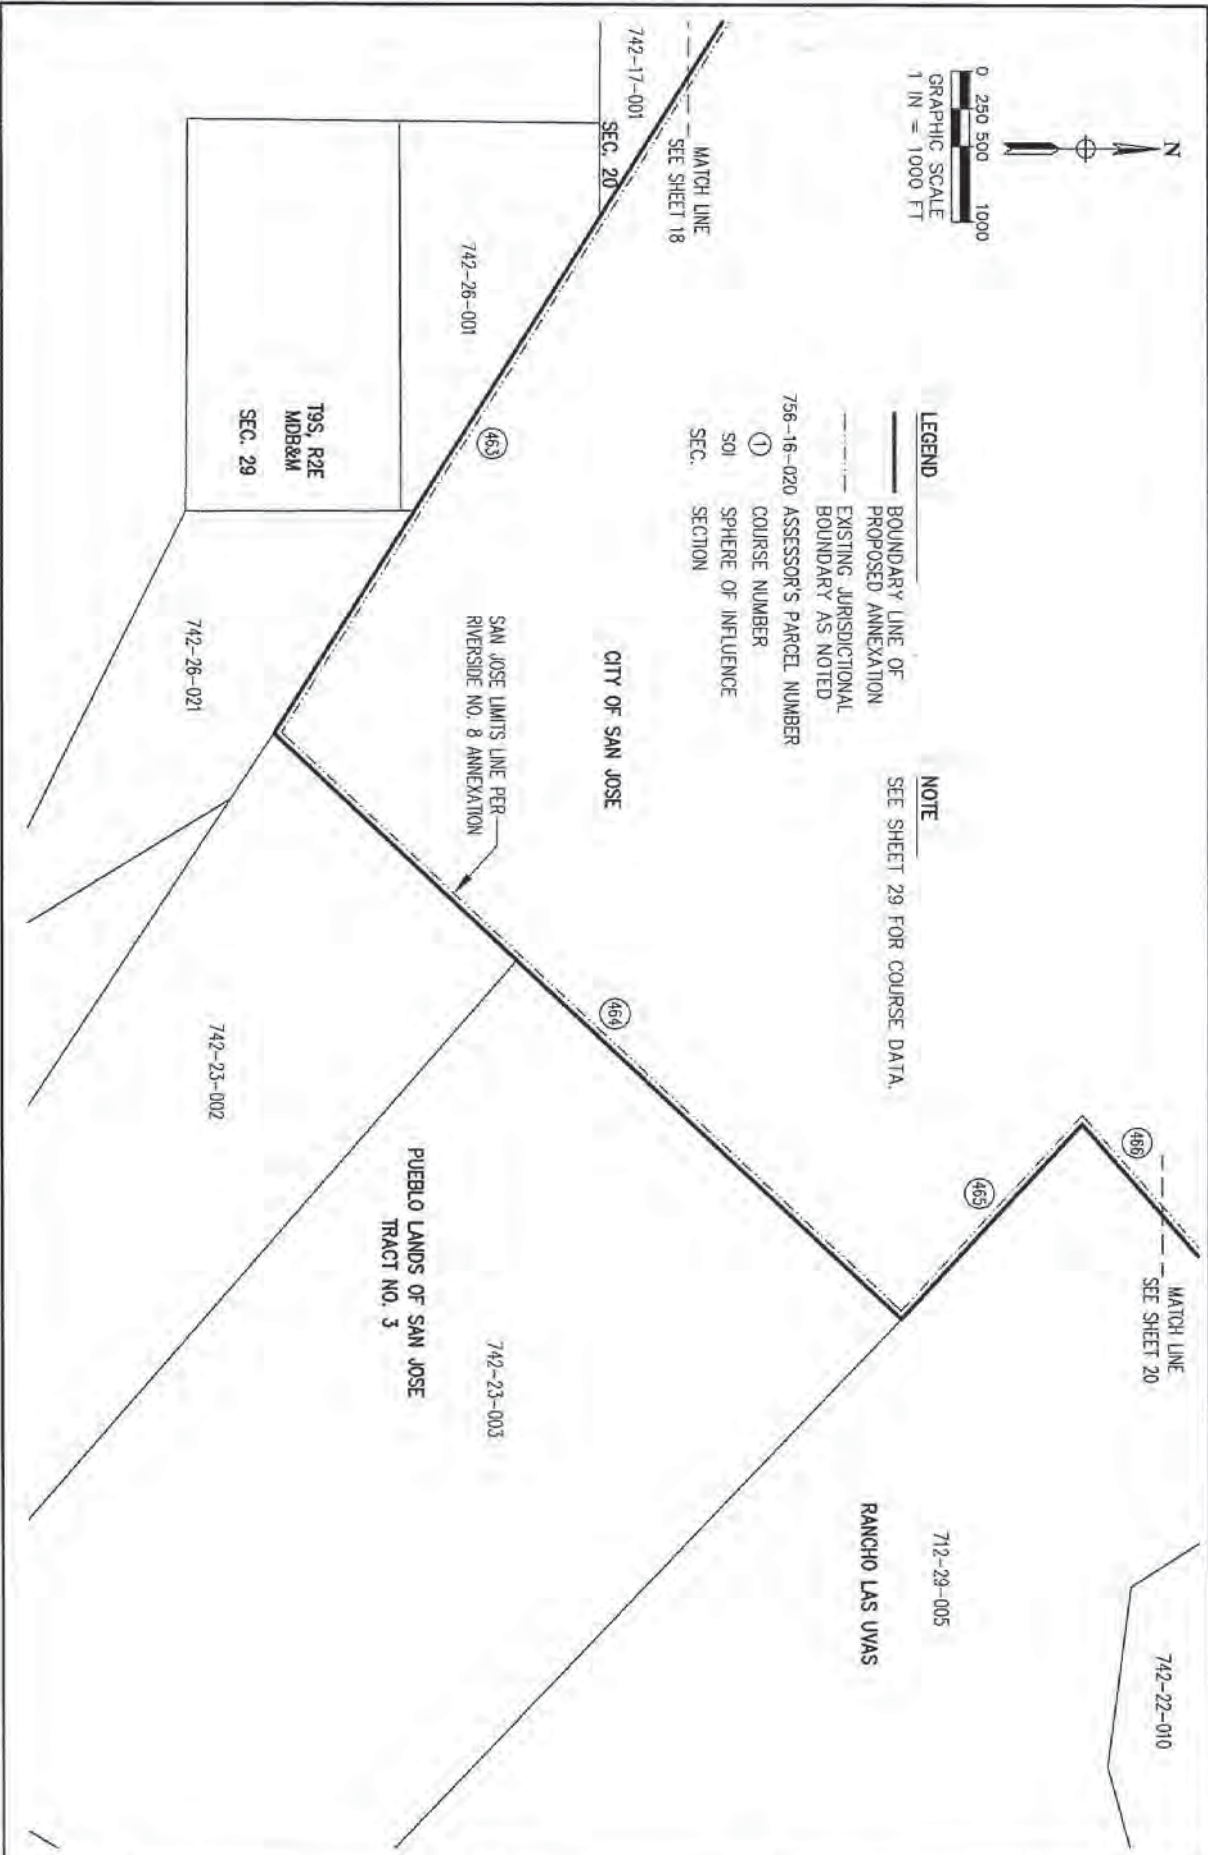 N
0 250 500 1000
GRAPHIC SCALE
1 IN = 1000 FT
LEGEND
BOUNDARY LINE OF
PROPOSED ANNEXATION
EXISTING JURISDICTIONAL
BOUNDARY AS NOTED
756-16-020 ASSESSOR'S PARCEL NUMBER
1 COURSE NUMBER
SOI SPHERE OF INFLUENCE
SEC. SECTION
NOTE
SEE SHEET 29 FOR COURSE DATA.
466
MATCH LINE
SEE SHEET 20
742-22-010
465
712-29-005
RANCHO LAS UVAS
MATCH LINE
SEE SHEET 18
742-17-001
SEC. 20
CITY OF SAN JOSE
464
742-26-001
463
SAN JOSE LIMITS LINE PER
RIVERSIDE NO. 8 ANNEXATION
742-23-003
PUEBLO LANDS OF SAN JOSE
TRACT NO. 3
T9S, R2E
MDB&M
SEC. 29
742-26-021
742-23-002